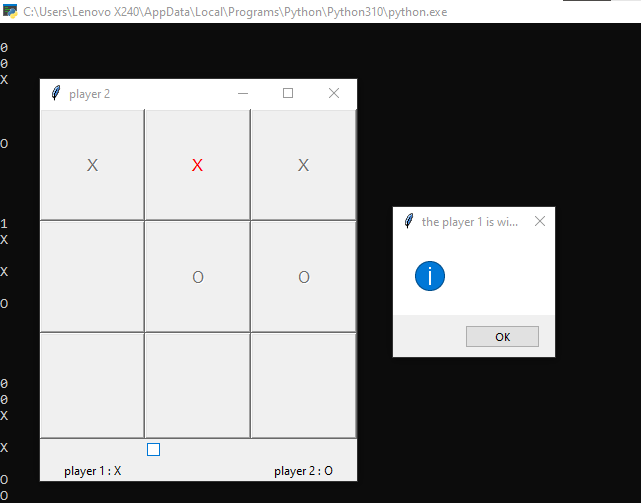 C:\Users\Lenovo X240\AppData\Local\Programs\Python\Python310\python.exe
0
0
X
O
1
X
X
O
0
0
X
X
O
O
player 2
X X X
O O
player 1 : X player 2 : O
the player 1 is wi...
i
OK